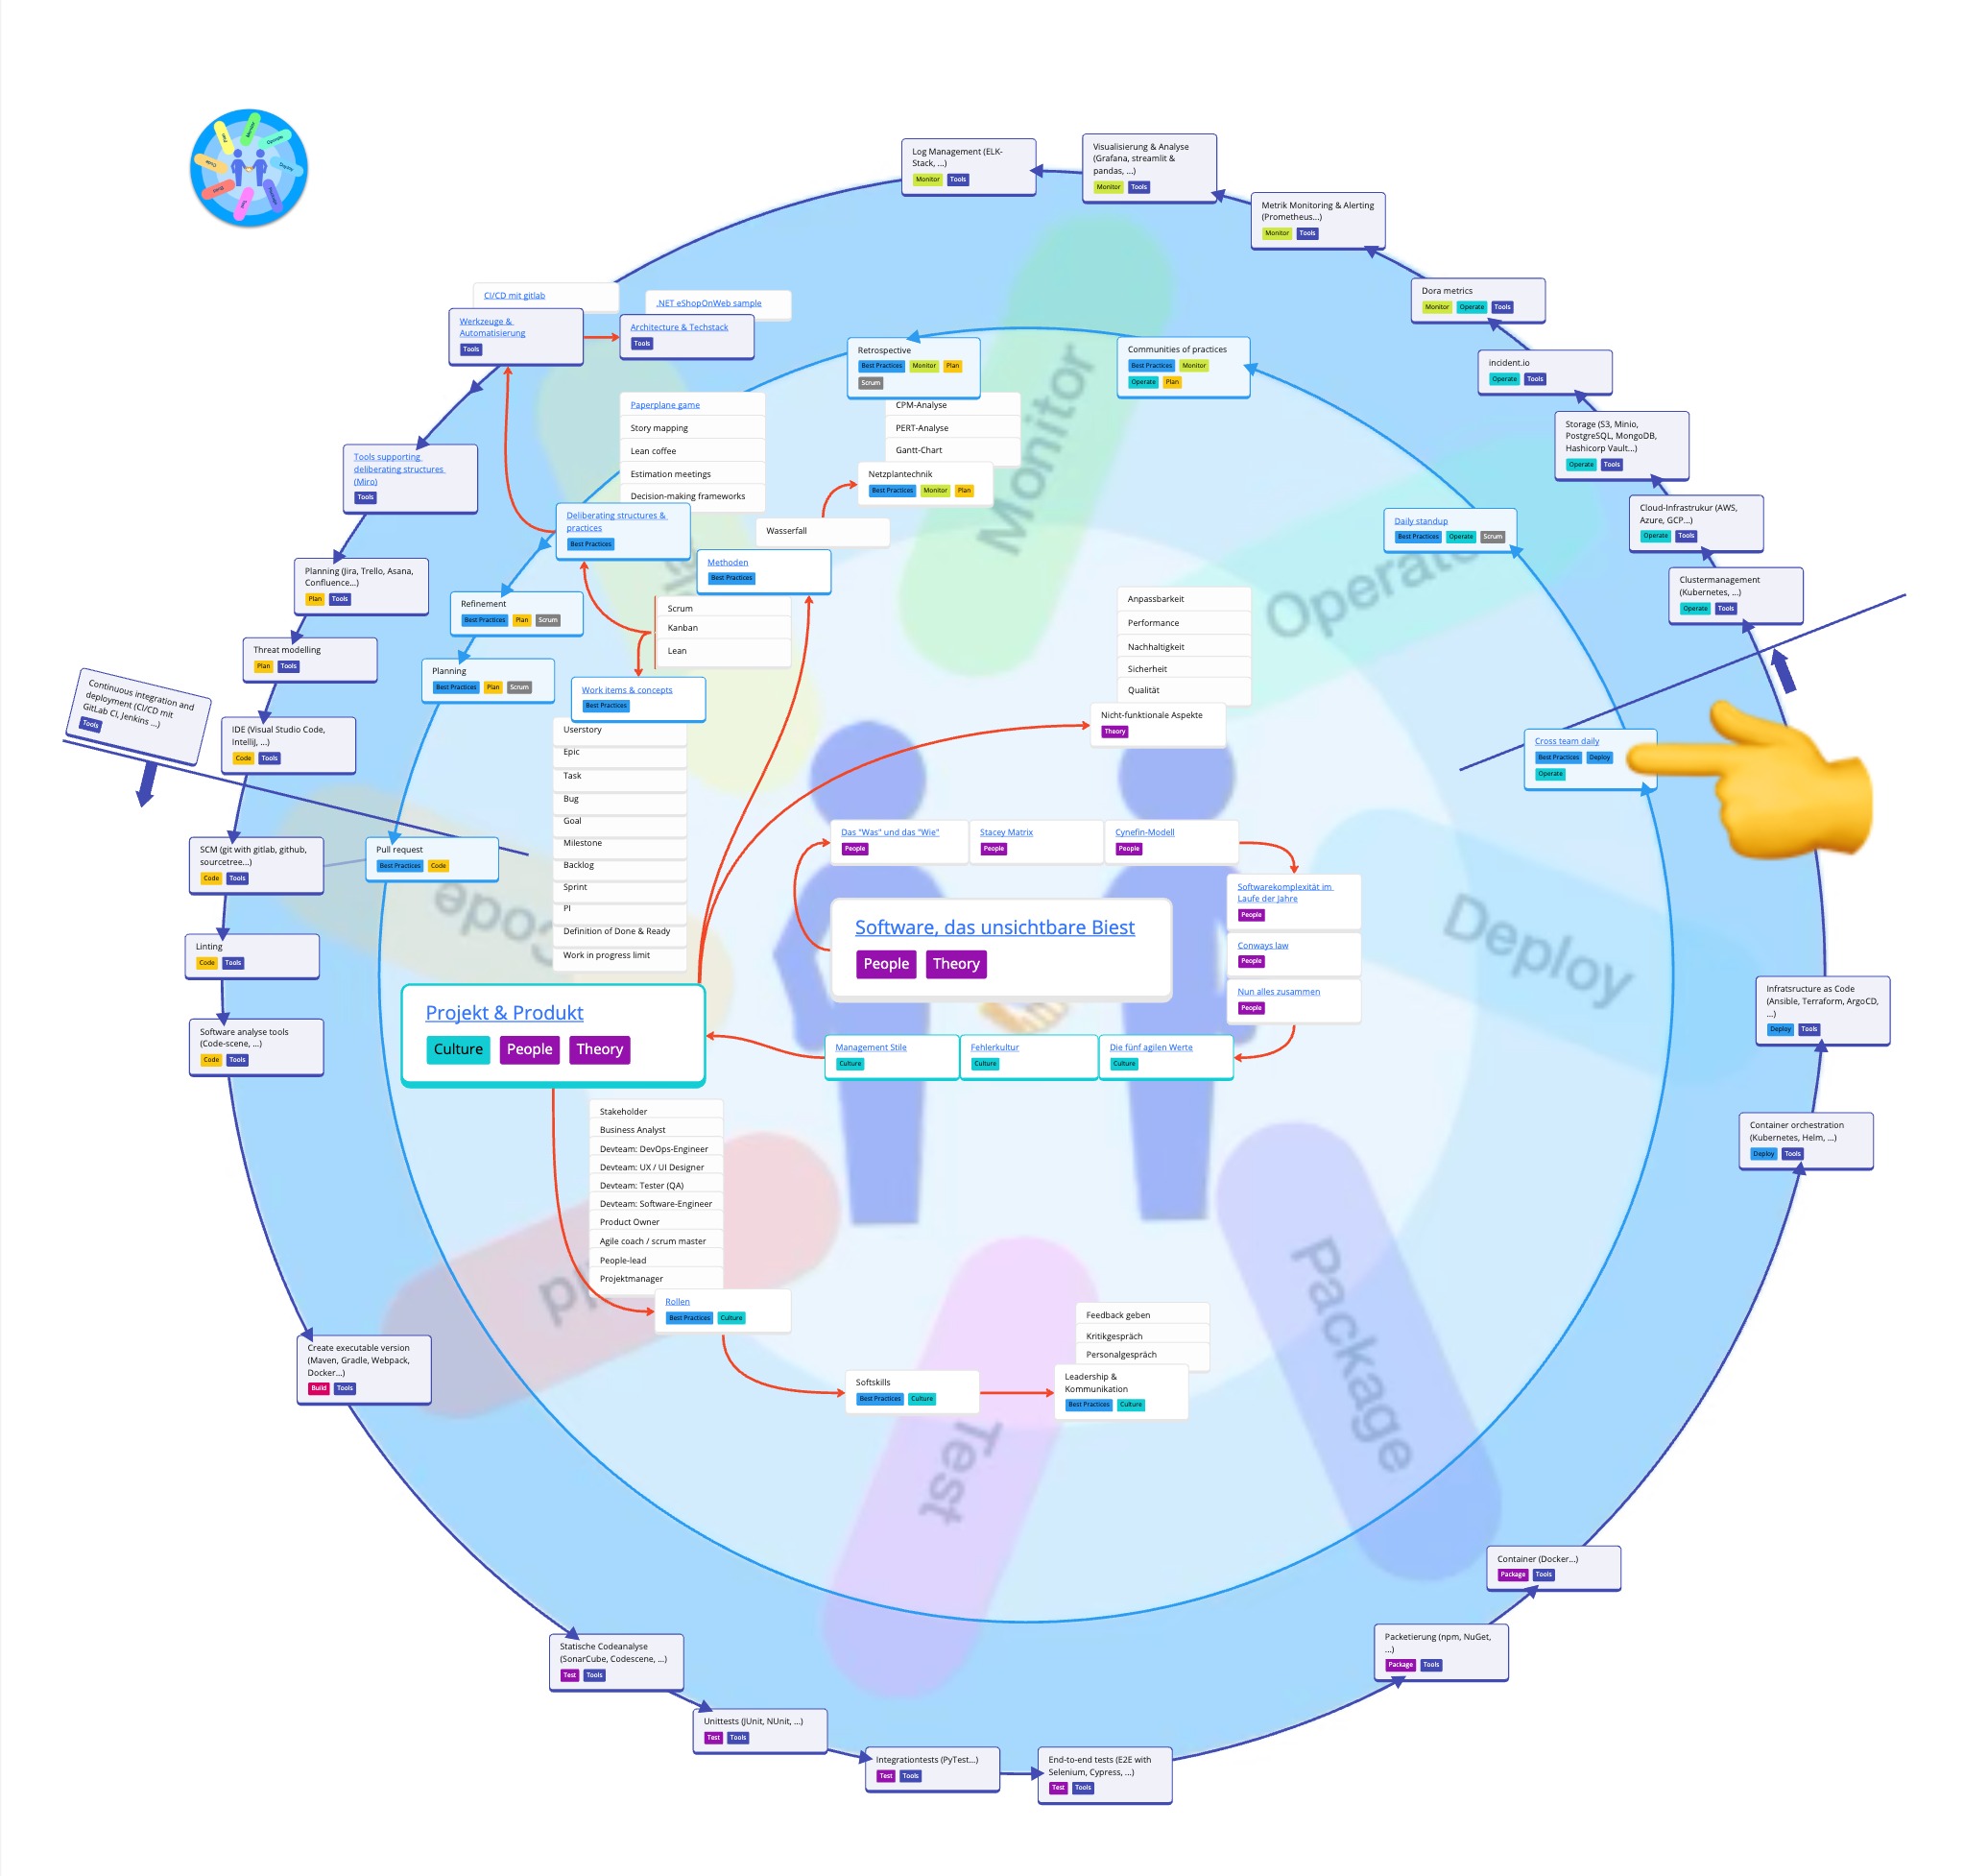 Log Management (ELK-
Stack, ...)
Monitor Tools
Visualisierung & Analyse
(Grafana, streamlit &
pandas, ...)
Monitor Tools
Metrik Monitoring & Alerting
(Prometheus...)
Monitor Tools
Dora metrics
Monitor Operate Tools
incident.io
Operate Tools
Storage (S3, Minio,
PostgreSQL, MongoDB,
Hashicorp Vault...)
Operate Tools
Cloud-Infrastrukur (AWS,
Azure, GCP...)
Operate Tools
Clustermanagement
(Kubernetes, ...)
Operate Tools
CI/CD mit gitlab
Werkzeuge &
Automatisierung
Tools
.NET eShopOnWeb sample
Architecture & Techstack
Tools
Retrospective
Best Practices Monitor Plan
Scrum
Communities of practices
Best Practices Monitor
Operate Plan
Paperplane game
Story mapping
Lean coffee
Estimation meetings
Decision-making frameworks
CPM-Analyse
PERT-Analyse
Gantt-Chart
Netzplantechnik
Best Practices Monitor Plan
Wasserfall
Monitor
Operate
Daily standup
Best Practices Operate Scrum
Tools supporting
deliberating structures
(Miro)
Tools
Deliberating structures &
practices
Best Practices
Methoden
Best Practices
Planning (Jira, Trello, Asana,
Confluence...)
Plan Tools
Refinement
Best Practices Plan Scrum
Scrum
Kanban
Lean
Threat modelling
Plan Tools
Planning
Best Practices Plan Scrum
Work items & concepts
Best Practices
Anpassbarkeit
Performance
Nachhaltigkeit
Sicherheit
Qualität
Nicht-funktionale Aspekte
Theory
Continuous integration and
deployment (CI/CD mit
GitLab CI, Jenkins ...)
Tools
IDE (Visual Studio Code,
IntelliJ, ...)
Code Tools
Userstory
Epic
Task
Bug
Goal
Milestone
Backlog
Sprint
PI
Definition of Done & Ready
Work in progress limit
Cross team daily
Best Practices Deploy
Operate
SCM (git with gitlab, github,
sourcetree...)
Code Tools
Pull request
Best Practices Code
Code
Das "Was" und das "Wie"
People
Stacey Matrix
People
Cynefin-Modell
People
Softwarekomplexität im
Laufe der Jahre
People
Conways law
People
Nun alles zusammen
People
Software, das unsichtbare Biest
People Theory
Deploy
Linting
Code Tools
Software analyse tools
(Code-scene, ...)
Code Tools
Projekt & Produkt
Culture People Theory
Management Stile
Culture
Fehlerkultur
Culture
Die fünf agilen Werte
Culture
Infratsructure as Code
(Ansible, Terraform, ArgoCD,
...)
Deploy Tools
Container orchestration
(Kubernetes, Helm, ...)
Deploy Tools
Stakeholder
Business Analyst
Devteam: DevOps-Engineer
Devteam: UX / UI Designer
Devteam: Tester (QA)
Devteam: Software-Engineer
Product Owner
Agile coach / scrum master
People-lead
Projektmanager
Rollen
Best Practices Culture
Softskills
Best Practices Culture
Feedback geben
Kritikgespräch
Personalgespräch
Leadership &
Kommunikation
Best Practices Culture
Package
Test
Create executable version
(Maven, Gradle, Webpack,
Docker...)
Build Tools
Statische Codeanalyse
(SonarCube, Codescene, ...)
Test Tools
Unittests (JUnit, NUnit, ...)
Test Tools
Integrationtests (PyTest...)
Test Tools
End-to-end tests (E2E with
Selenium, Cypress, ...)
Test Tools
Packetierung (npm, NuGet,
...)
Package Tools
Container (Docker...)
Package Tools